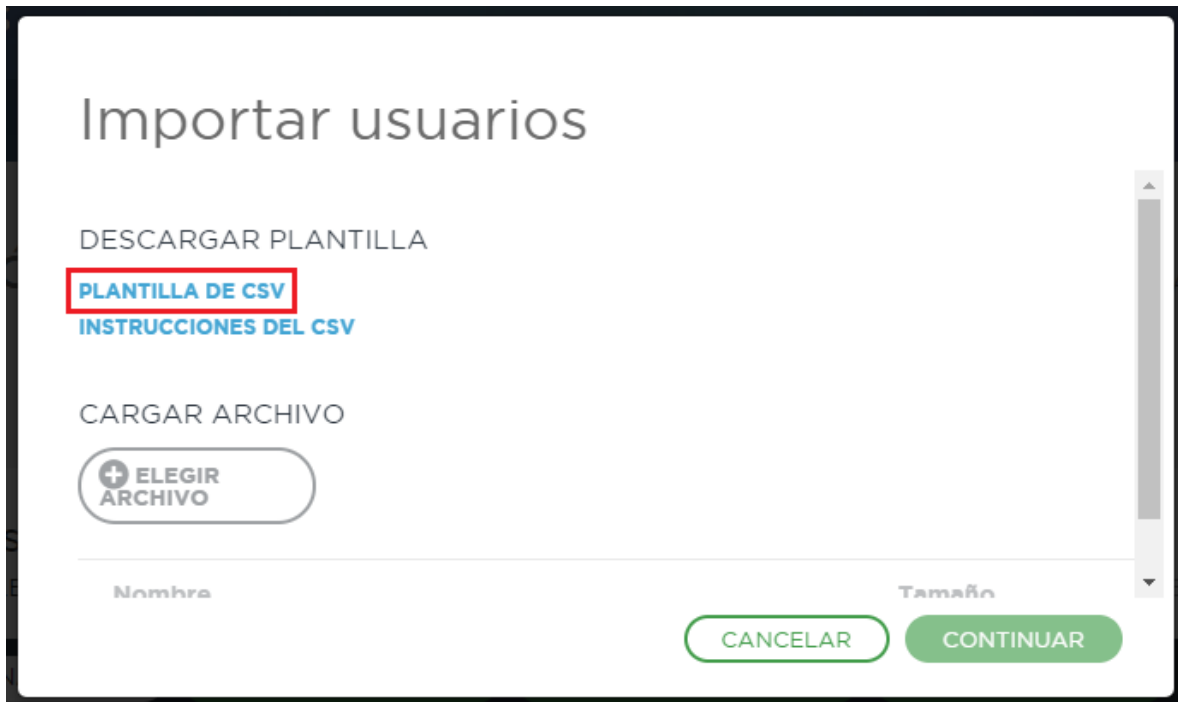 Importar usuarios
DESCARGAR PLANTILLA
PLANTILLA DE CSV
INSTRUCCIONES DEL CSV
CARGAR ARCHIVO
ELEGIR
ARCHIVO
Nombre
Tamaño
CANCELAR
CONTINUAR